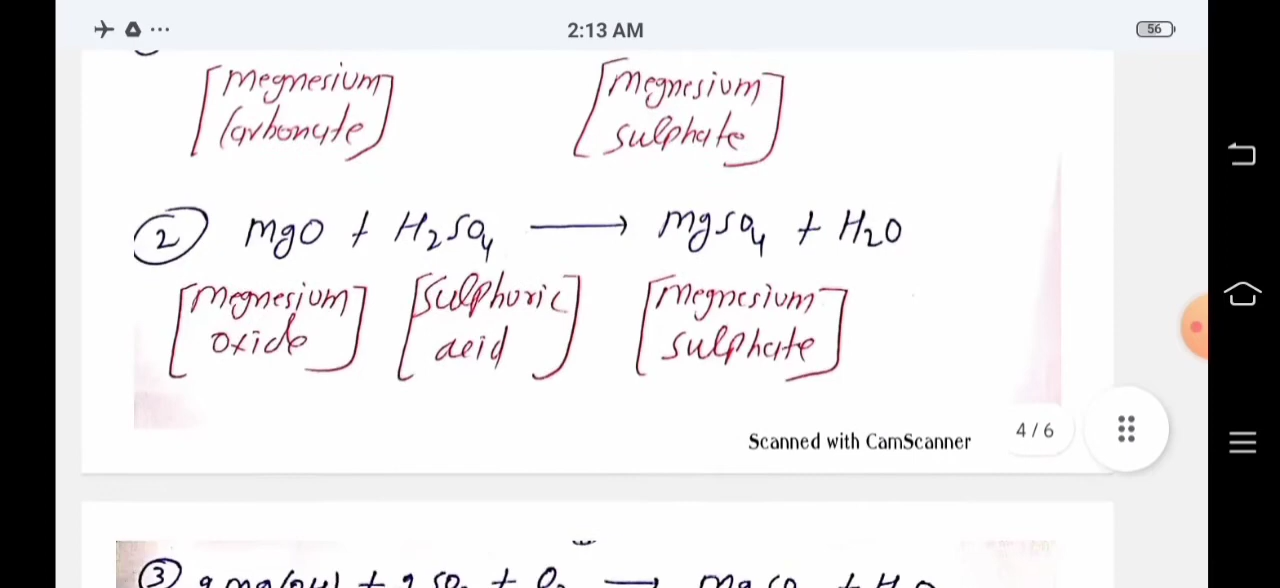 2:13 AM
56
[megnesium [megnesium
carbonate] sulphate]
2 MgO + H2SO4 → MgSO4 + H2O
[megnesium [sulphuric [megnesium
oxide] acid] sulphate]
4 / 6
Scanned with CamScanner
3